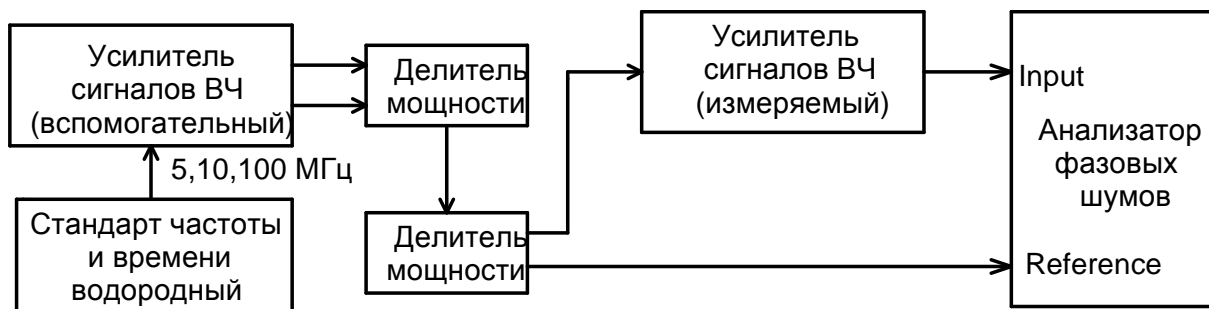 Усилитель
сигналов ВЧ
(вспомогательный)
5,10,100 МГц
Стандарт частоты
и времени
водородный
Делитель
мощности
Делитель
мощности
Усилитель
сигналов ВЧ
(измеряемый)
Input
Анализатор
фазовых
шумов
Reference